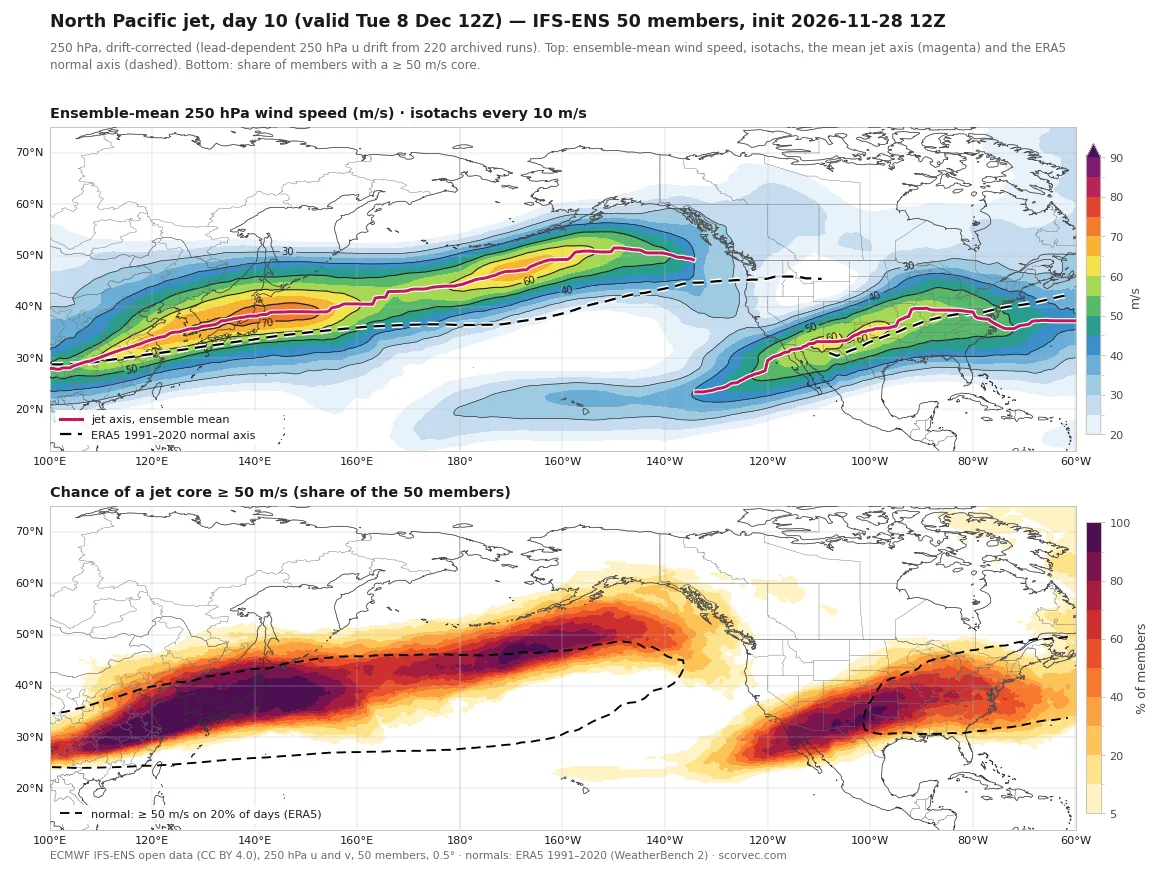 North Pacific jet, day 10 (valid Tue 8 Dec 12Z) — IFS-ENS 50 members, init 2026-11-28 12Z
250 hPa, drift-corrected (lead-dependent 250 hPa u drift from 220 archived runs). Top: ensemble-mean wind speed, isotachs, the mean jet axis (magenta) and the ERA5
normal axis (dashed). Bottom: share of members with a ≥ 50 m/s core.
Ensemble-mean 250 hPa wind speed (m/s) · isotachs every 10 m/s
70°N
60°N
50°N
40°N
30°N
20°N
30
70
50
60
40
30
40
50
60
60
jet axis, ensemble mean
ERA5 1991–2020 normal axis
100°E 120°E 140°E 160°E 180° 160°W 140°W 120°W 100°W 80°W 60°W
90
80
70
60
50
40
30
20
m/s
Chance of a jet core ≥ 50 m/s (share of the 50 members)
70°N
60°N
50°N
40°N
30°N
20°N
normal: ≥ 50 m/s on 20% of days (ERA5)
100°E 120°E 140°E 160°E 180° 160°W 140°W 120°W 100°W 80°W 60°W
100
80
60
40
20
5
% of members
ECMWF IFS-ENS open data (CC BY 4.0), 250 hPa u and v, 50 members, 0.5° · normals: ERA5 1991–2020 (WeatherBench 2) · scorvec.com